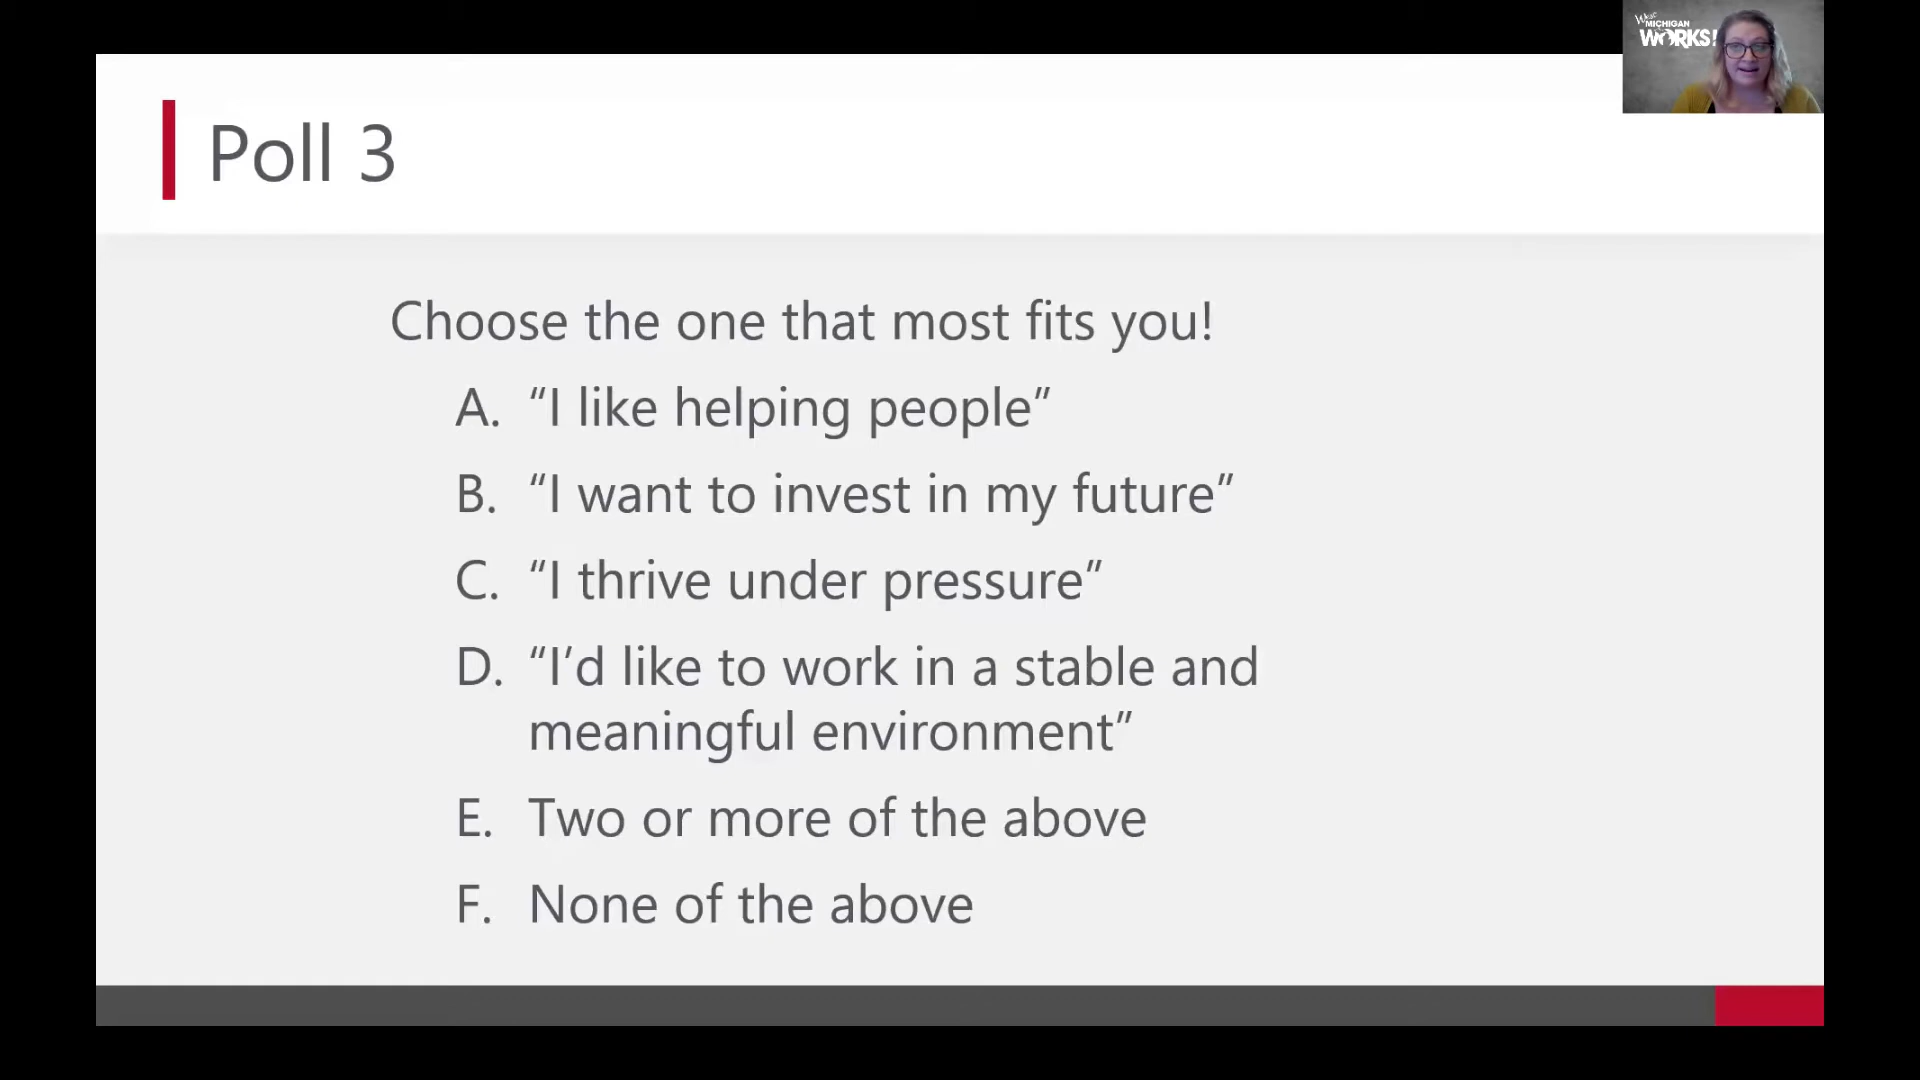 West
MICHIGAN
WORKS!
Poll 3
Choose the one that most fits you!
A. “I like helping people”
B. “I want to invest in my future”
C. “I thrive under pressure”
D. “I’d like to work in a stable and
meaningful environment”
E. Two or more of the above
F. None of the above